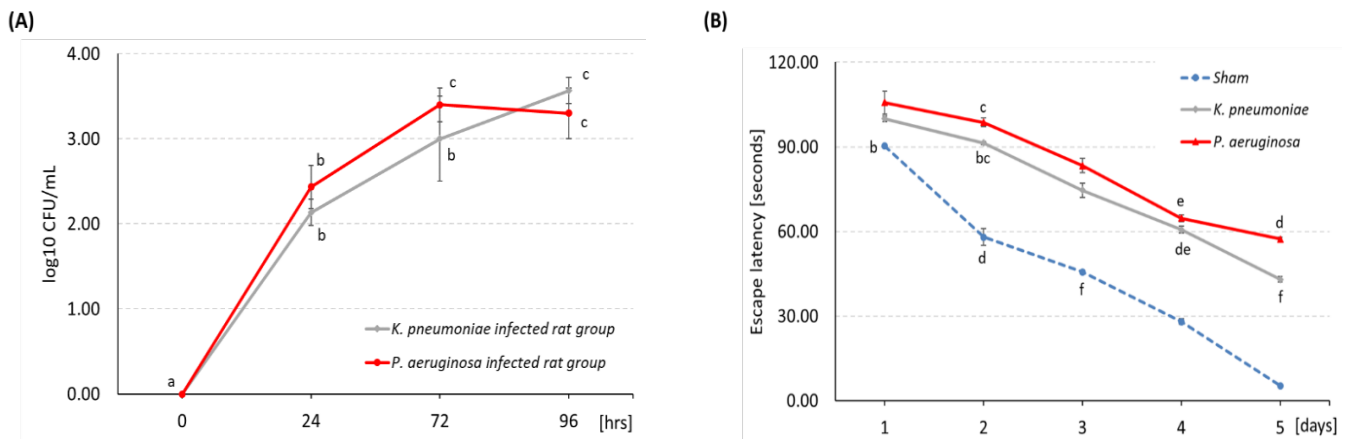 (A)
4.00
3.00
2.00
1.00
0.00
log10 CFU/mL
a
b
b
c
b
c
c
K. pneumoniae infected rat group
P. aeruginosa infected rat group
0 24 72 96 [hrs]
(B)
120.00
90.00
60.00
30.00
0.00
Escape latency [seconds]
Sham
K. pneumoniae
P. aeruginosa
b
c
bc
d
f
e
de
d
f
1 2 3 4 5 [days]